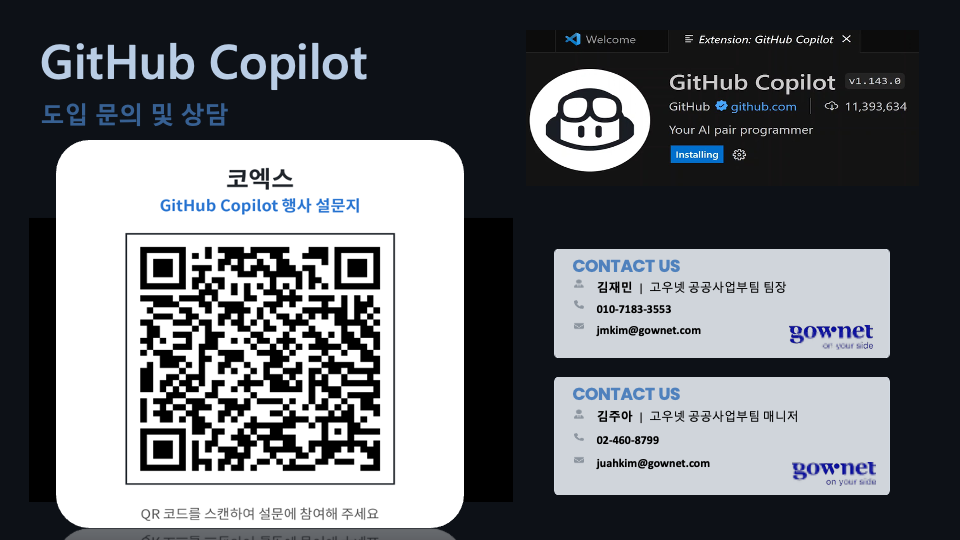 GitHub Copilot
도입 문의 및 상담
코엑스
GitHub Copilot 행사 설문지
QR 코드를 스캔하여 설문에 참여해 주세요
Welcome
Extension: GitHub Copilot
GitHub Copilot v1.143.0
GitHub github.com 11,393,634
Your AI pair programmer
Installing
CONTACT US
김재민 | 고우넷 공공사업부팀 팀장
010-7183-3553
jmkim@gownet.com
gownet
on your side
CONTACT US
김주아 | 고우넷 공공사업부팀 매니저
02-460-8799
juahkim@gownet.com
gownet
on your side